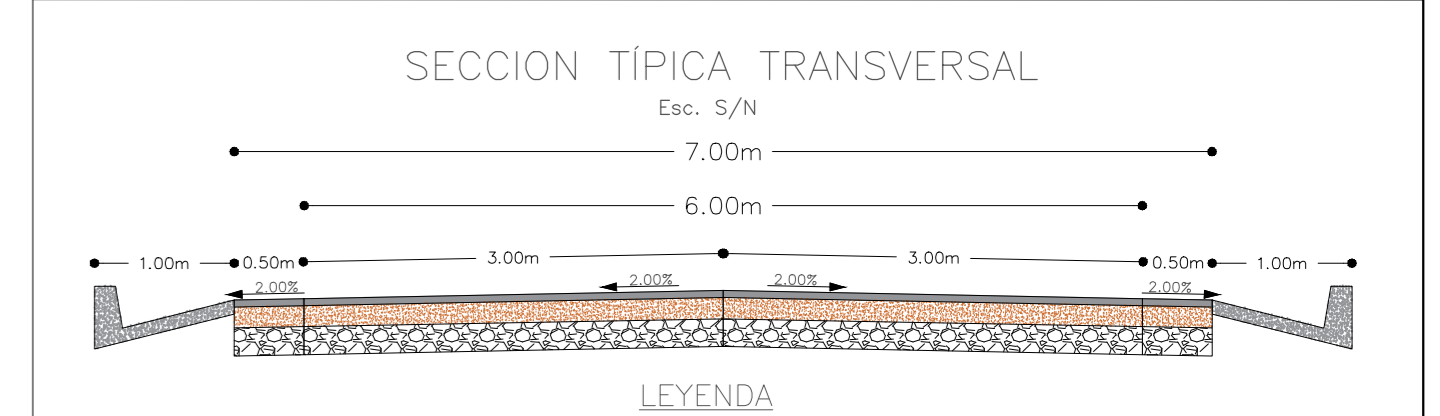 SECCION TÍPICA TRANSVERSAL
Esc. S/N
7.00m
6.00m
1.00m 0.50m 3.00m 3.00m 0.50m 1.00m
2.00% 2.00% 2.00% 2.00%
LEYENDA